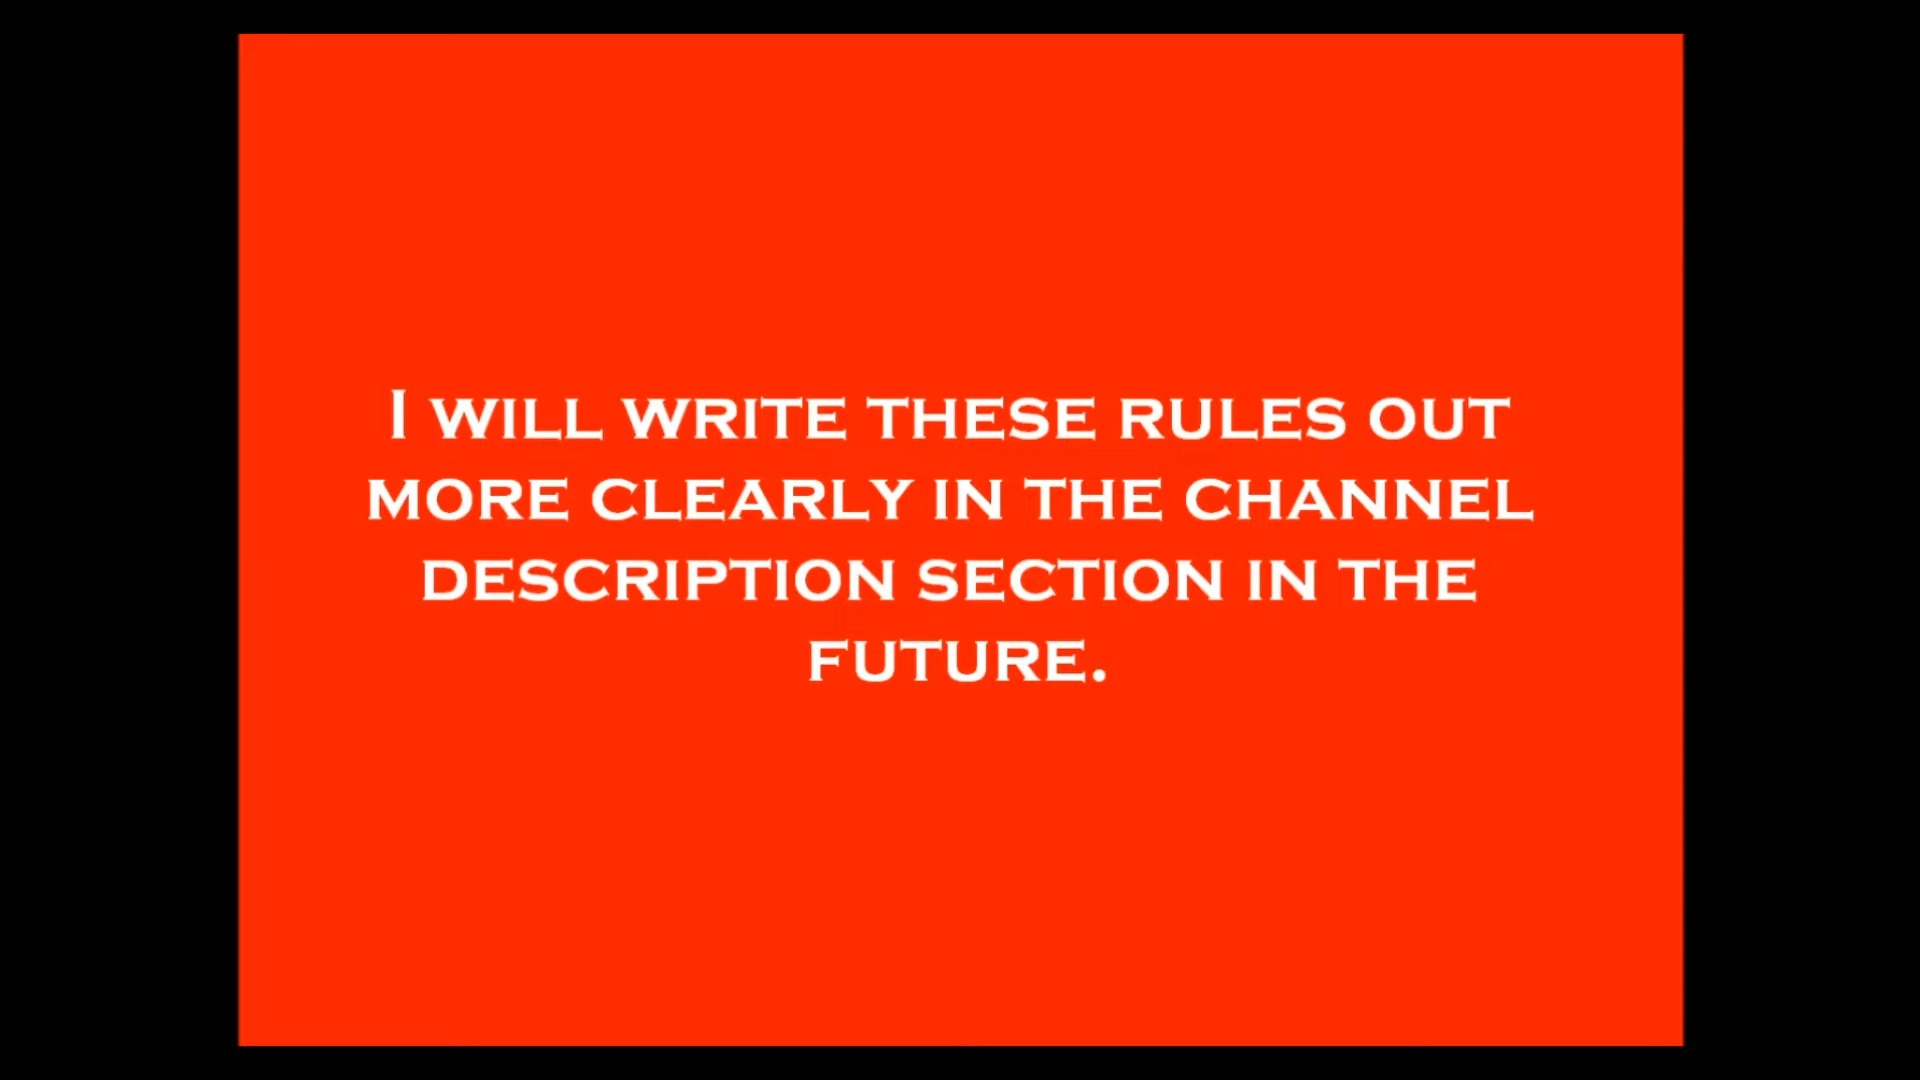 I WILL WRITE THESE RULES OUT
MORE CLEARLY IN THE CHANNEL
DESCRIPTION SECTION IN THE
FUTURE.